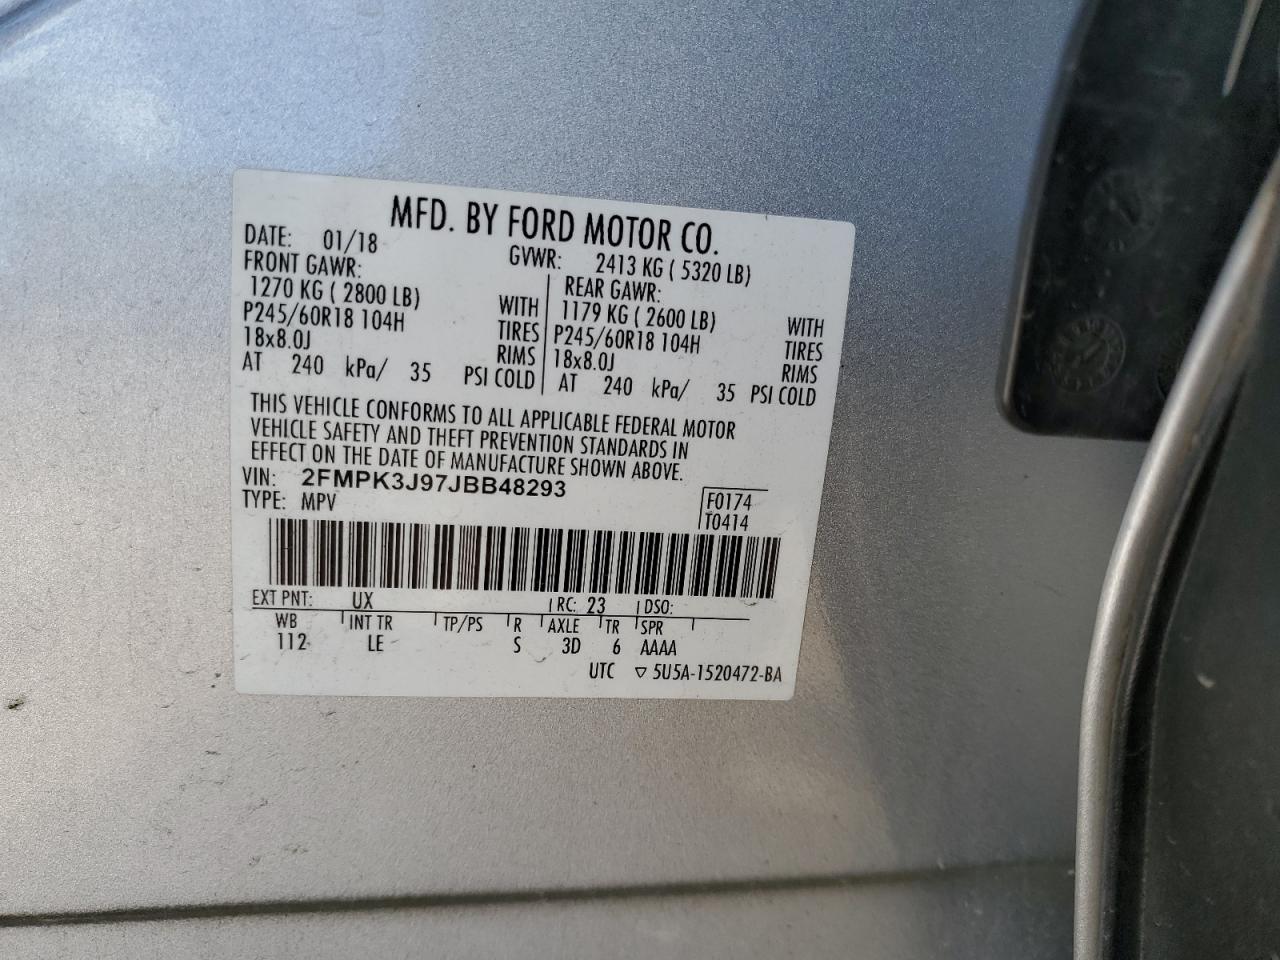 MFD. BY FORD MOTOR CO.
DATE: 01/18 GVWR: 2413 KG ( 5320 LB)
FRONT GAWR: REAR GAWR:
1270 KG ( 2800 LB) WITH 1179 KG ( 2600 LB) WITH
P245/60R18 104H TIRES P245/60R18 104H TIRES
18x8.0J RIMS 18x8.0J RIMS
AT 240 kPa/ 35 PSI COLD AT 240 kPa/ 35 PSI COLD
THIS VEHICLE CONFORMS TO ALL APPLICABLE FEDERAL MOTOR
VEHICLE SAFETY AND THEFT PREVENTION STANDARDS IN
EFFECT ON THE DATE OF MANUFACTURE SHOWN ABOVE.
VIN: 2FMPK3J97JBB48293
TYPE: MPV F0174
T0414
EXT PNT: UX RC: 23 DSO:
WB INT TR TP/PS R AXLE TR SPR
112 LE S 3D 6 AAAA
UTC ▽ 5U5A-1520472-BA